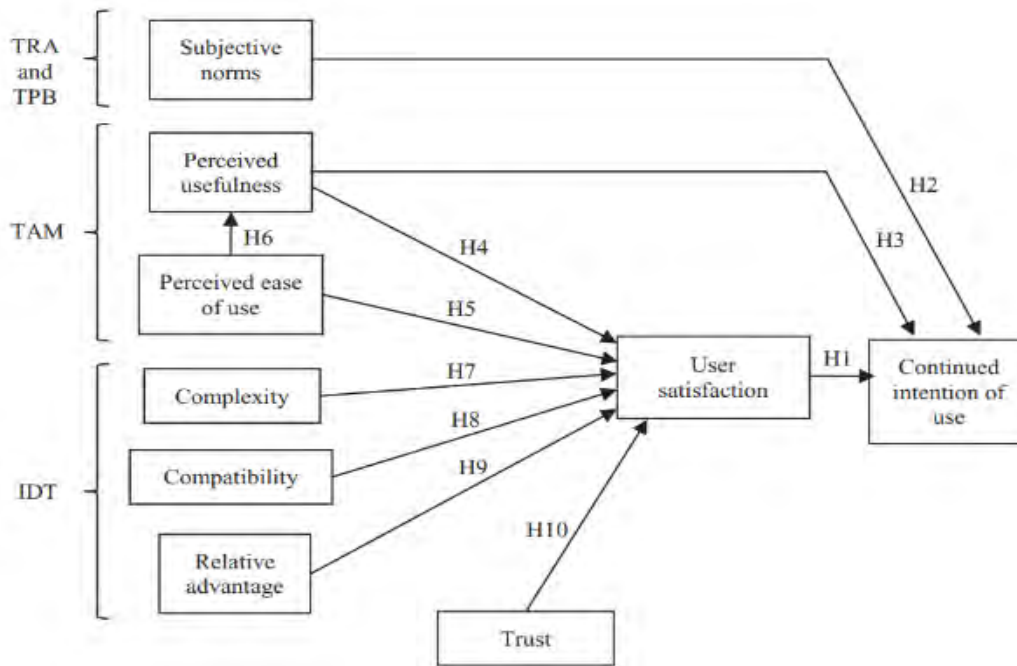 TRA
and
TPB
Subjective
norms
Perceived
usefulness
H2
TAM
H6
H4
H3
Perceived ease
of use
H5
User
satisfaction
H1
Continued
intention of
use
Complexity
H7
H8
Compatibility
H9
IDT
Relative
advantage
H10
Trust